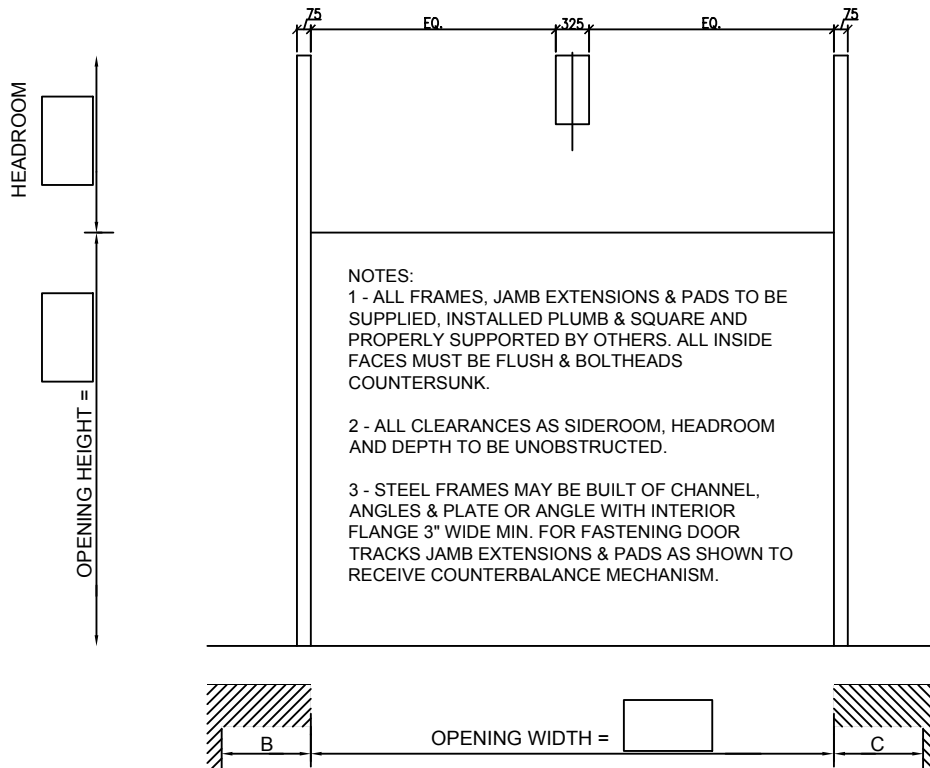 75
EQ.
325
EQ.
75
HEADROOM
OPENING HEIGHT =
NOTES:
1 - ALL FRAMES, JAMB EXTENSIONS & PADS TO BE
SUPPLIED, INSTALLED PLUMB & SQUARE AND
PROPERLY SUPPORTED BY OTHERS. ALL INSIDE
FACES MUST BE FLUSH & BOLTHEADS
COUNTERSUNK.
2 - ALL CLEARANCES AS SIDEROOM, HEADROOM
AND DEPTH TO BE UNOBSTRUCTED.
3 - STEEL FRAMES MAY BE BUILT OF CHANNEL,
ANGLES & PLATE OR ANGLE WITH INTERIOR
FLANGE 3" WIDE MIN. FOR FASTENING DOOR
TRACKS JAMB EXTENSIONS & PADS AS SHOWN TO
RECEIVE COUNTERBALANCE MECHANISM.
B
OPENING WIDTH =
C